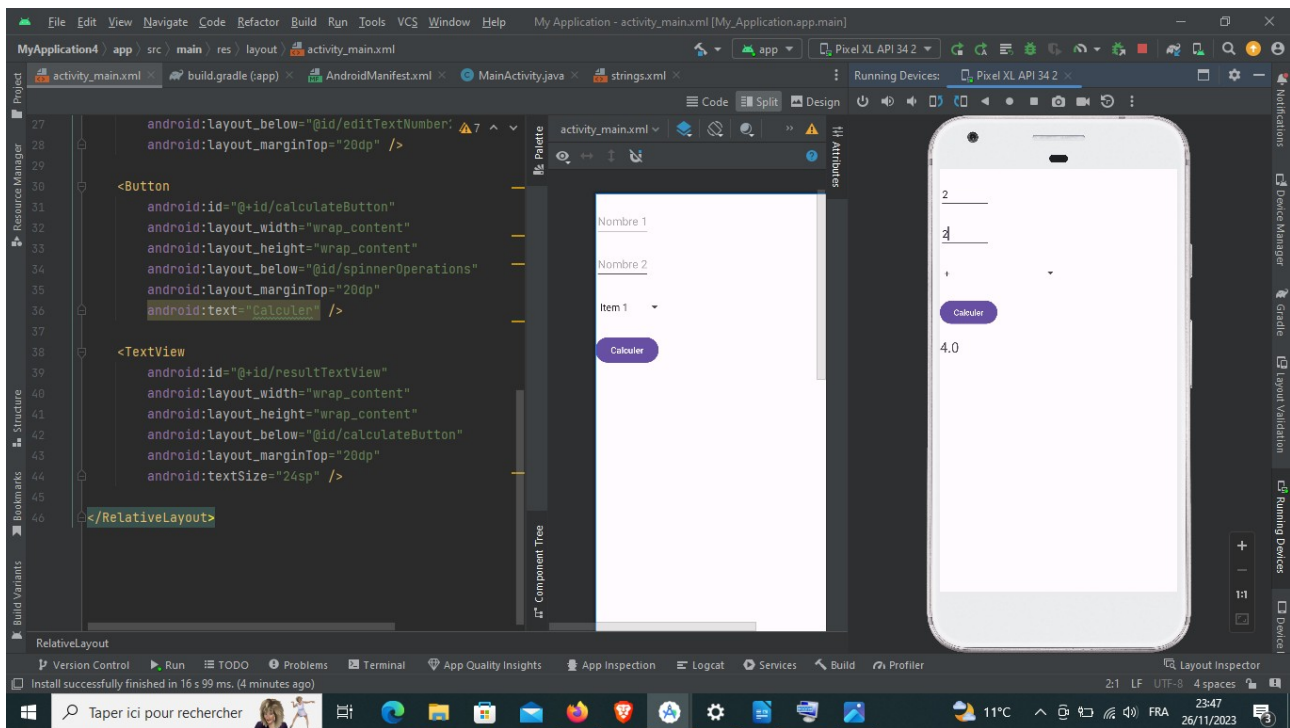 File Edit View Navigate Code Refactor Build Run Tools VCS Window Help My Application - activity_main.xml [My_Application.app.main]
MyApplication4 app src main res layout activity_main.xml app Pixel XL API 34 2
activity_main.xml build.gradle (:app) AndroidManifest.xml MainActivity.java strings.xml Running Devices: Pixel XL API 34 2
Code Split Design
Project
Resource Manager
Structure
Bookmarks
Build Variants
27 android:layout_below="@id/editTextNumber 7
28 android:layout_marginTop="20dp" />
29
30 <Button
31 android:id="@+id/calculateButton"
32 android:layout_width="wrap_content"
33 android:layout_height="wrap_content"
34 android:layout_below="@id/spinnerOperations"
35 android:layout_marginTop="20dp"
36 android:text="Calculer" />
37
38 <TextView
39 android:id="@+id/resultTextView"
40 android:layout_width="wrap_content"
41 android:layout_height="wrap_content"
42 android:layout_below="@id/calculateButton"
43 android:layout_marginTop="20dp"
44 android:textSize="24sp" />
45
46 </RelativeLayout>
RelativeLayout
Palette
Component Tree
activity_main.xml
Attributes
Nombre 1
Nombre 2
Item 1
Calculer
2
2
+
Calculer
4.0
1:1
Notifications
Device Manager
Gradle
Layout Validation
Running Devices
Device
Version Control Run TODO Problems Terminal App Quality Insights App Inspection Logcat Services Build Profiler Layout Inspector
Install successfully finished in 16 s 99 ms. (4 minutes ago) 2:1 LF UTF-8 4 spaces
Taper ici pour rechercher 11°C FRA 23:47
26/11/2023
3